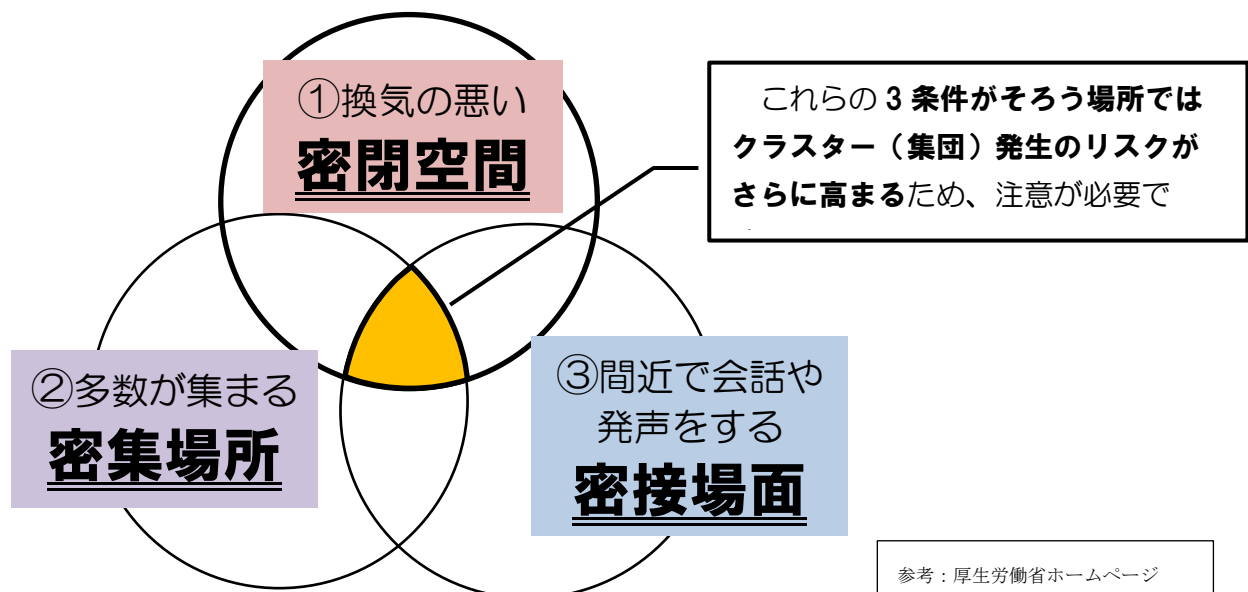 ①換気の悪い
密閉空間
これらの3条件がそろう場所では
クラスター（集団）発生のリスクが
さらに高まるため、注意が必要で
②多数が集まる
密集場所
③間近で会話や
発声をする
密接場面
参考：厚生労働省ホームページ